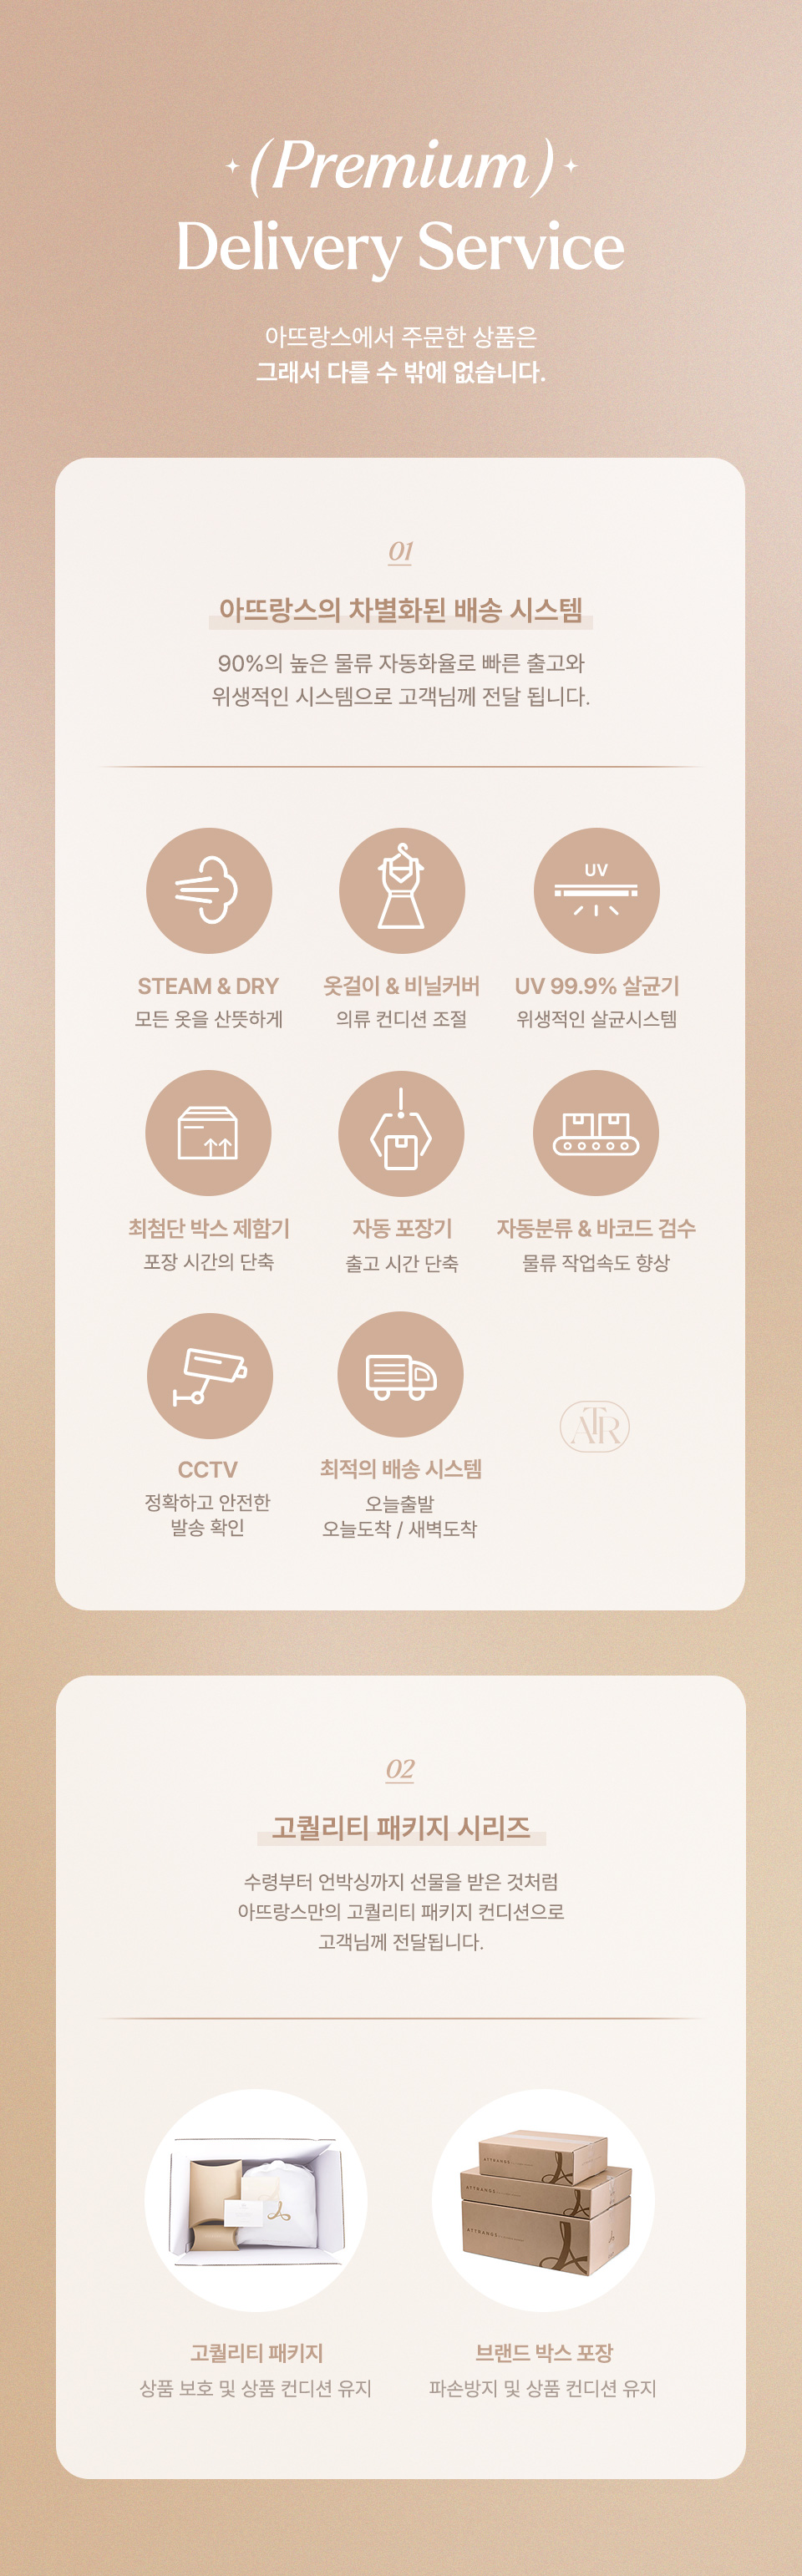 (Premium)
Delivery Service
아뜨랑스에서 주문한 상품은
그래서 다를 수 밖에 없습니다.
01
아뜨랑스의 차별화된 배송 시스템
90%의 높은 물류 자동화율로 빠른 출고와
위생적인 시스템으로 고객님께 전달 됩니다.
UV
STEAM & DRY
모든 옷을 산뜻하게
옷걸이 & 비닐커버
의류 컨디션 조절
UV 99.9% 살균기
위생적인 살균시스템
최첨단 박스 제함기
포장 시간의 단축
자동 포장기
출고 시간 단축
자동분류 & 바코드 검수
물류 작업속도 향상
CCTV
정확하고 안전한
발송 확인
최적의 배송 시스템
오늘출발
오늘도착 / 새벽도착
ATR
02
고퀄리티 패키지 시리즈
수령부터 언박싱까지 선물을 받은 것처럼
아뜨랑스만의 고퀄리티 패키지 컨디션으로
고객님께 전달됩니다.
ATTRANGS
ATTRANGS
ATTRANGS
고퀄리티 패키지
상품 보호 및 상품 컨디션 유지
브랜드 박스 포장
파손방지 및 상품 컨디션 유지